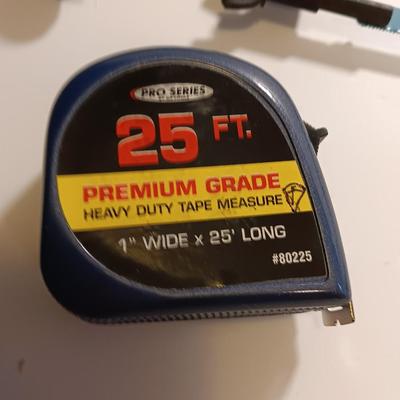 PRO SERIES
25 FT.
PREMIUM GRADE
HEAVY DUTY TAPE MEASURE
1" WIDE x 25' LONG
#80225